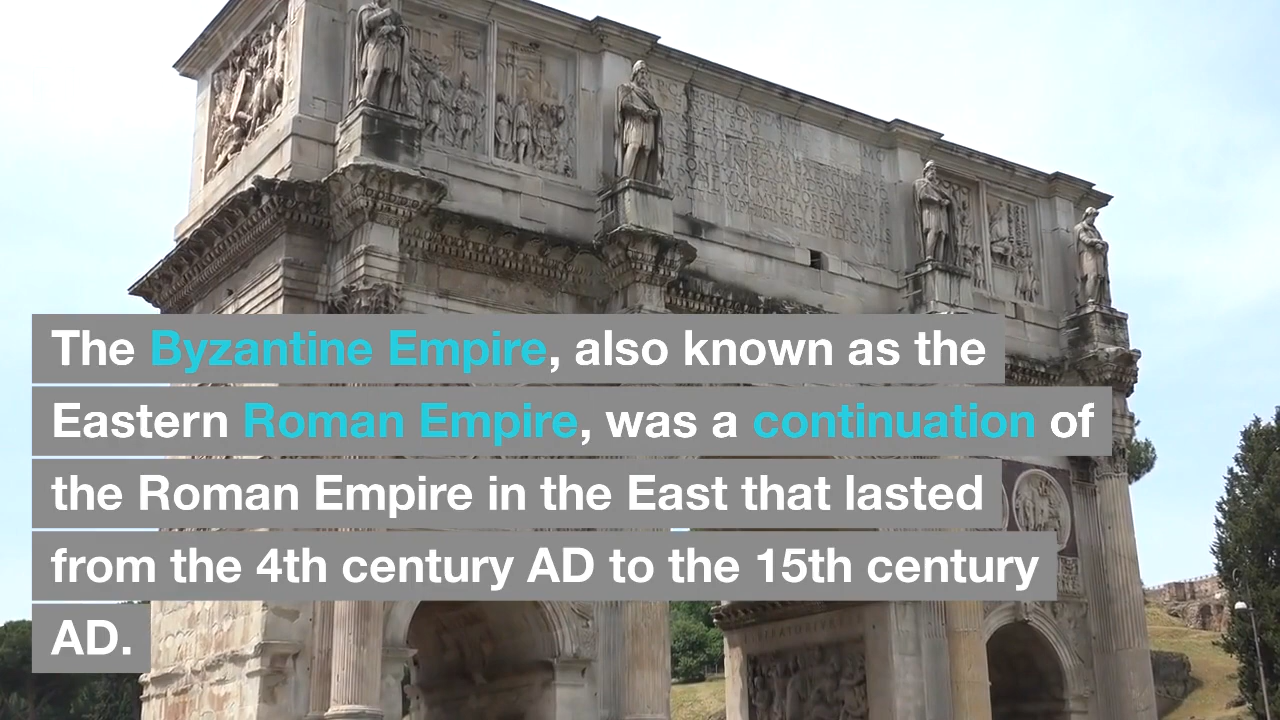 The Byzantine Empire, also known as the
Eastern Roman Empire, was a continuation of
the Roman Empire in the East that lasted
from the 4th century AD to the 15th century
AD.